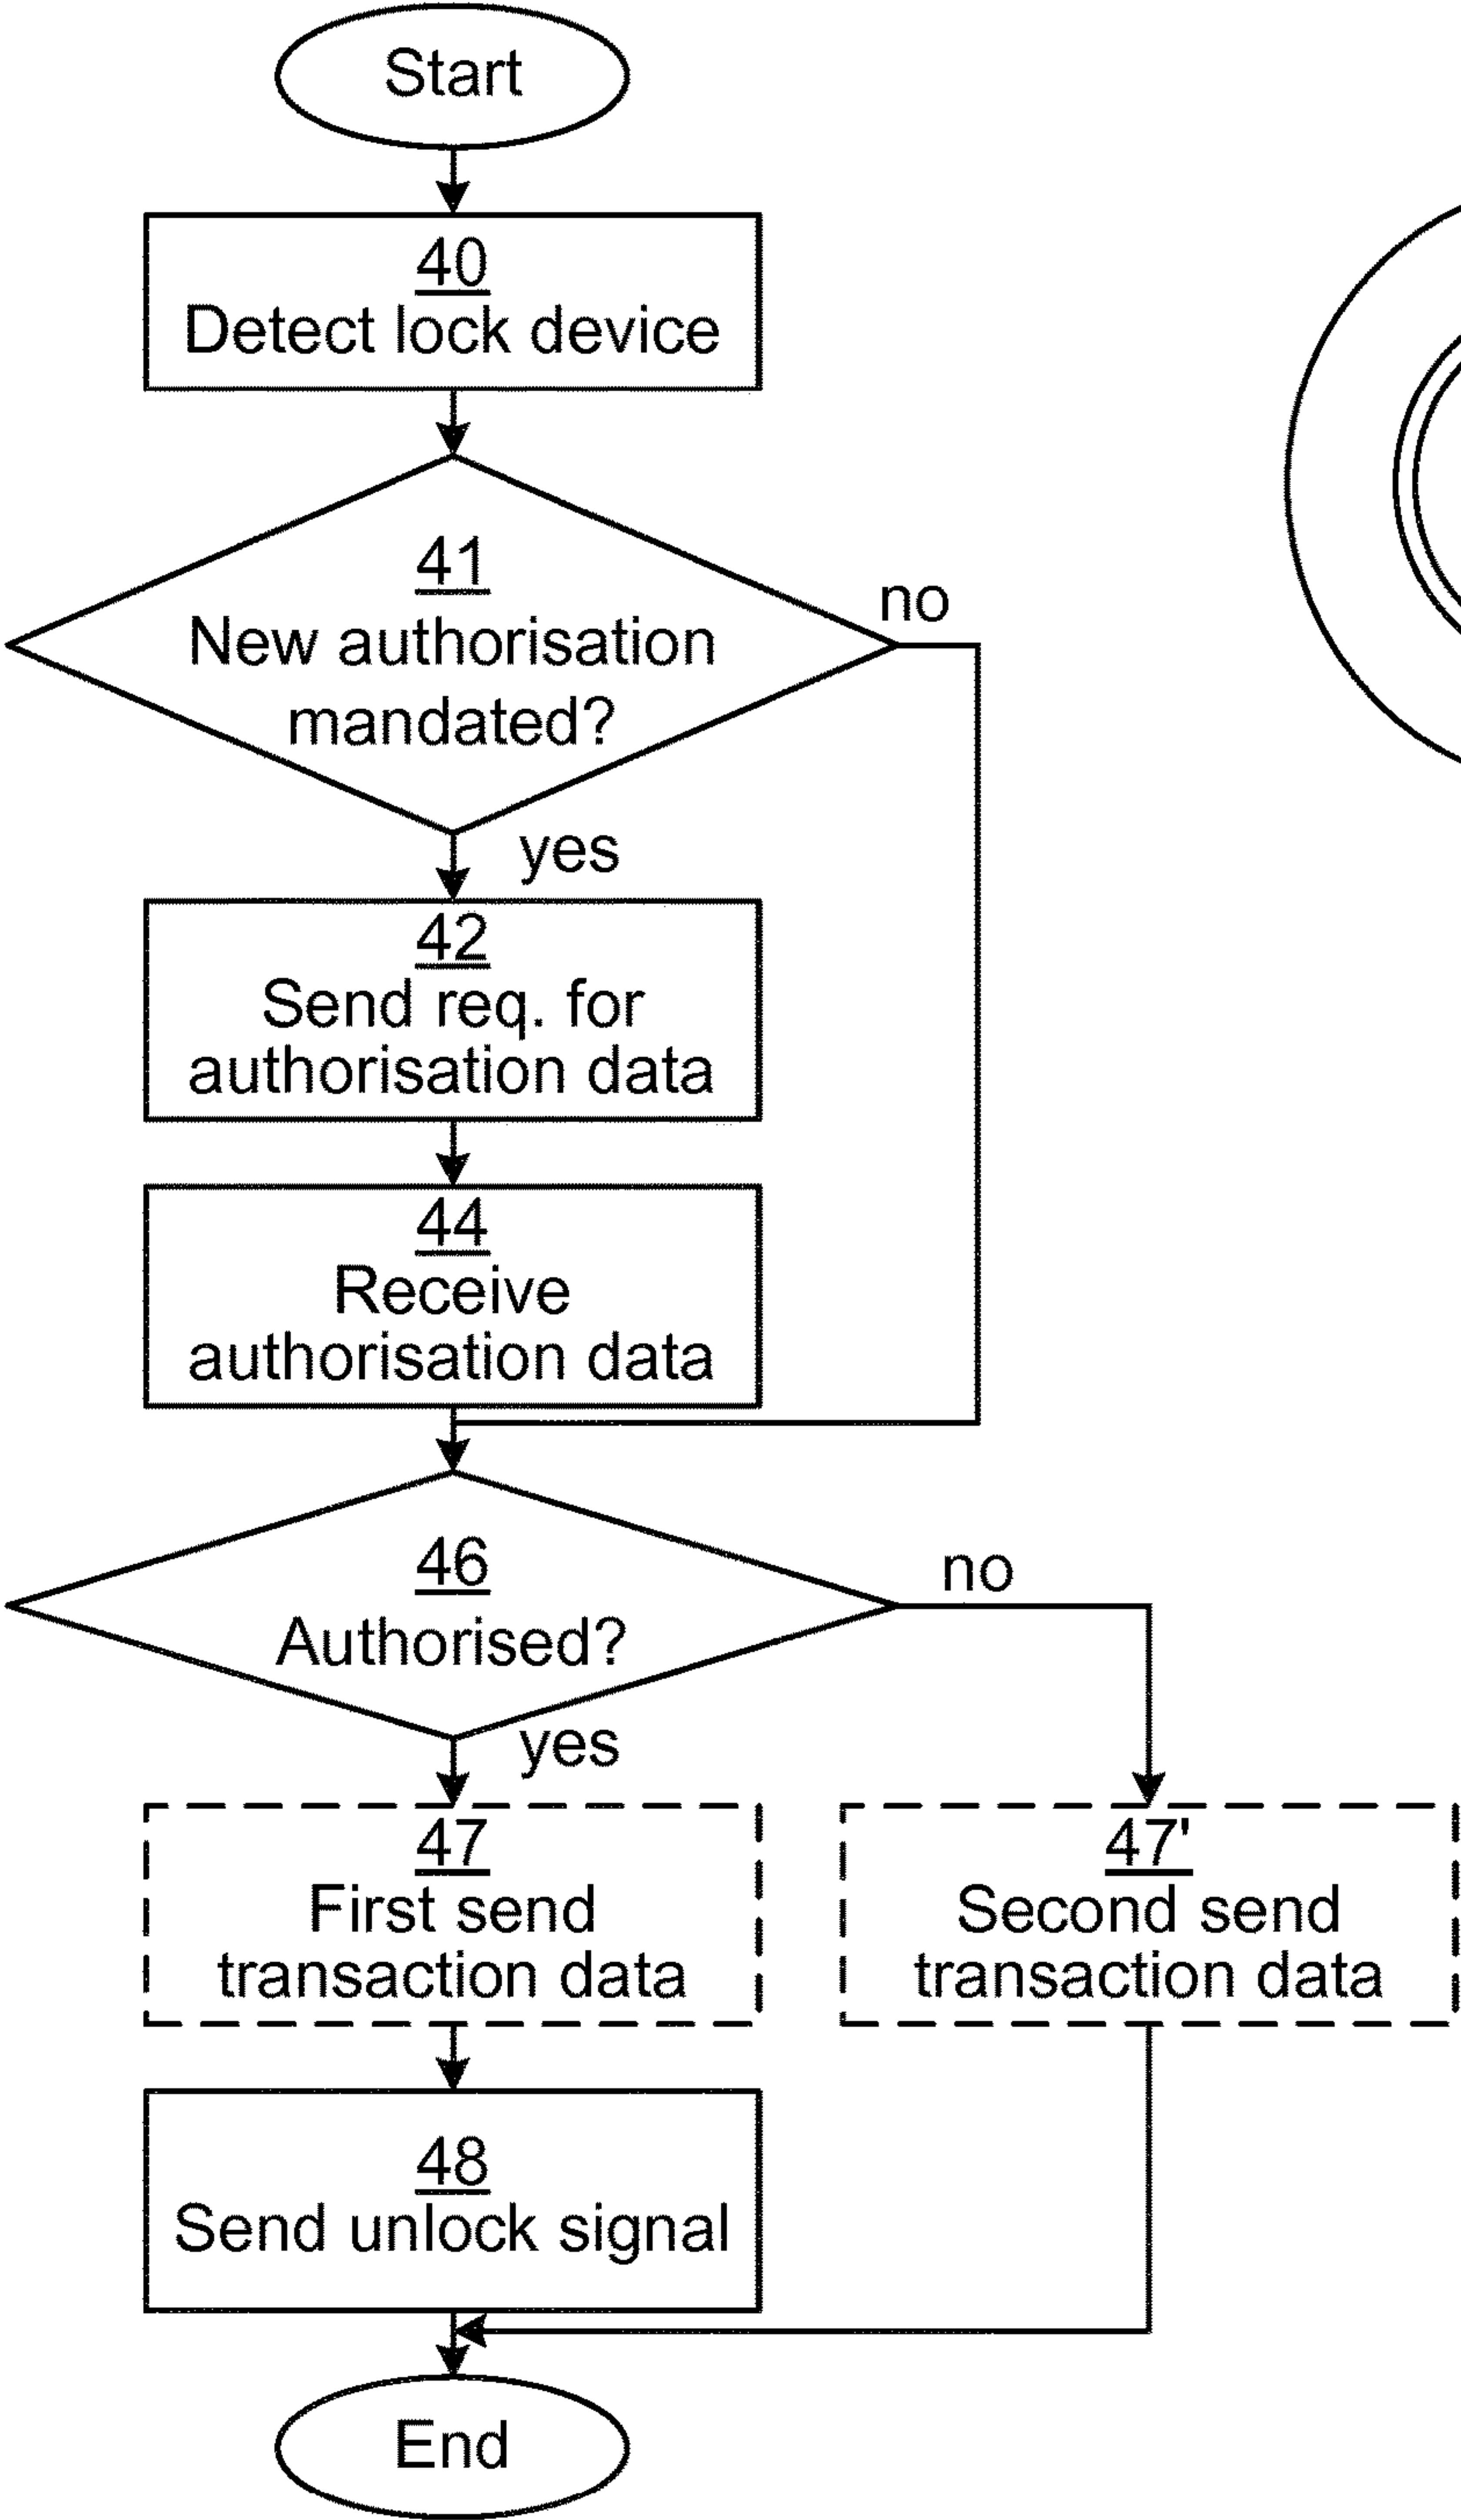 Start
40
Detect lock device
41
New authorisation
mandated?
no
yes
42
Send req. for
authorisation data
44
Receive
authorisation data
46
Authorised?
no
yes
47
First send
transaction data
47'
Second send
transaction data
48
Send unlock signal
End